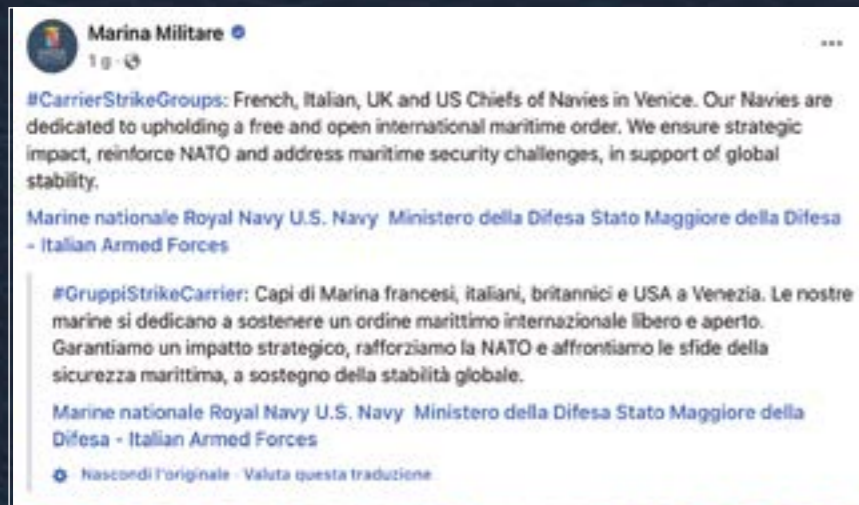 Marina Militare
1 g
#CarrierStrikeGroups: French, Italian, UK and US Chiefs of Navies in Venice. Our Navies are
dedicated to upholding a free and open international maritime order. We ensure strategic
impact, reinforce NATO and address maritime security challenges, in support of global
stability.
Marine nationale Royal Navy U.S. Navy Ministero della Difesa Stato Maggiore della Difesa
- Italian Armed Forces
#GruppiStrikeCarrier: Capi di Marina francesi, italiani, britannici e USA a Venezia. Le nostre
marine si dedicano a sostenere un ordine marittimo internazionale libero e aperto.
Garantiamo un impatto strategico, rafforziamo la NATO e affrontiamo le sfide della
sicurezza marittima, a sostegno della stabilità globale.
Marine nationale Royal Navy U.S. Navy Ministero della Difesa Stato Maggiore della
Difesa - Italian Armed Forces
Nascondi l'originale · Valuta questa traduzione